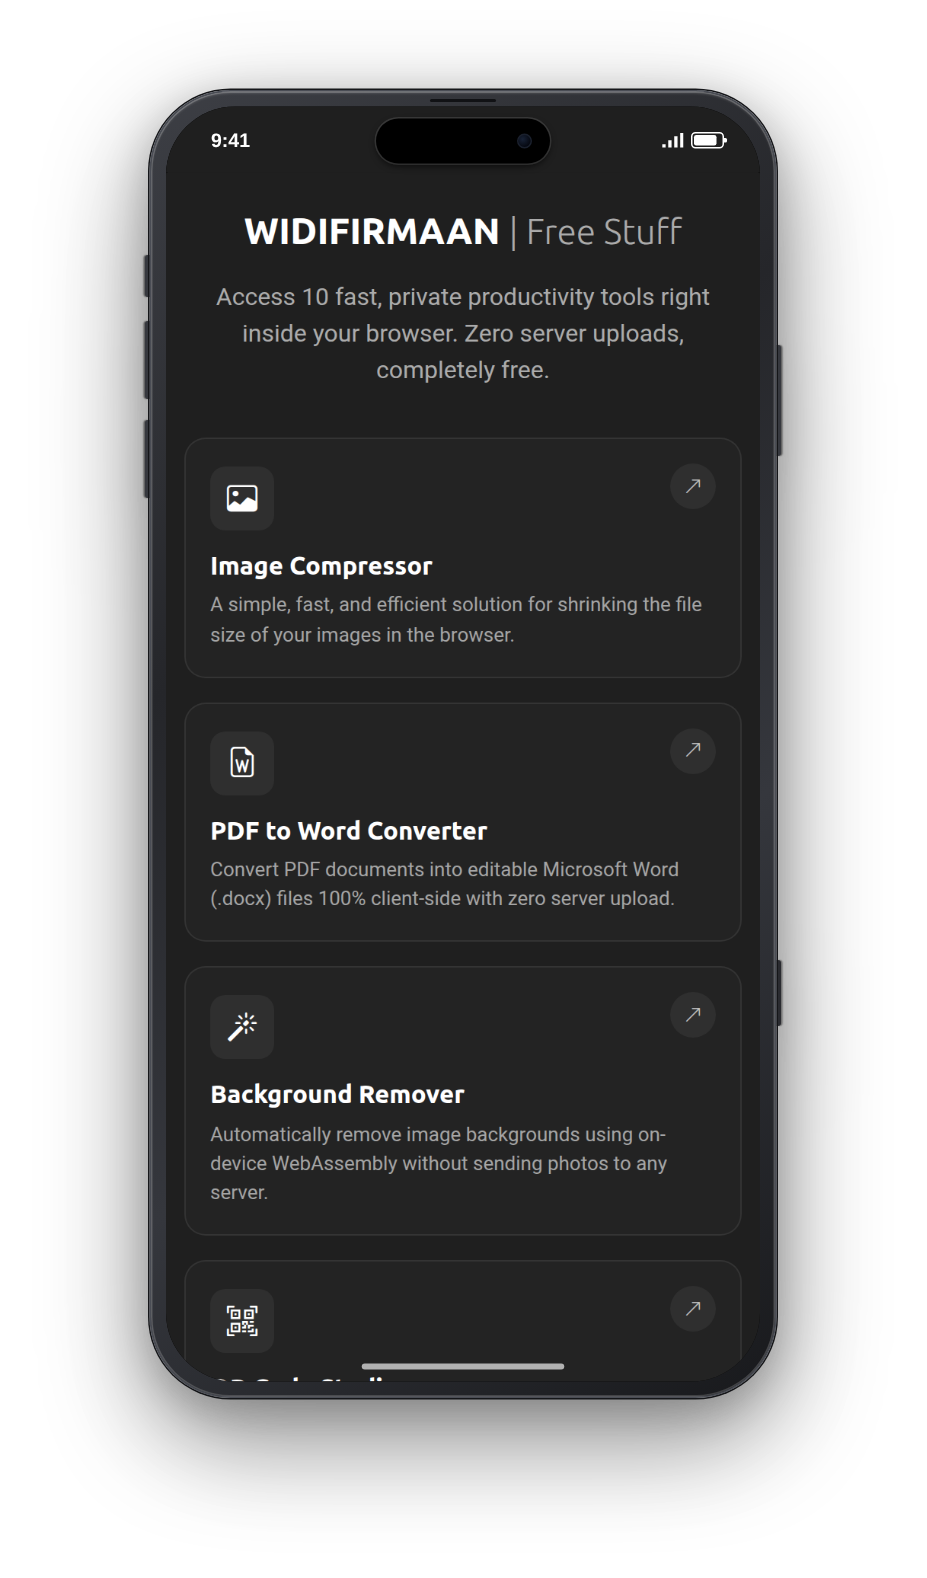 9:41
WIDIFIRMAAN | Free Stuff
Access 10 fast, private productivity tools right
inside your browser. Zero server uploads,
completely free.
Image Compressor
A simple, fast, and efficient solution for shrinking the file
size of your images in the browser.
W
PDF to Word Converter
Convert PDF documents into editable Microsoft Word
(.docx) files 100% client-side with zero server upload.
Background Remover
Automatically remove image backgrounds using on-
device WebAssembly without sending photos to any
server.